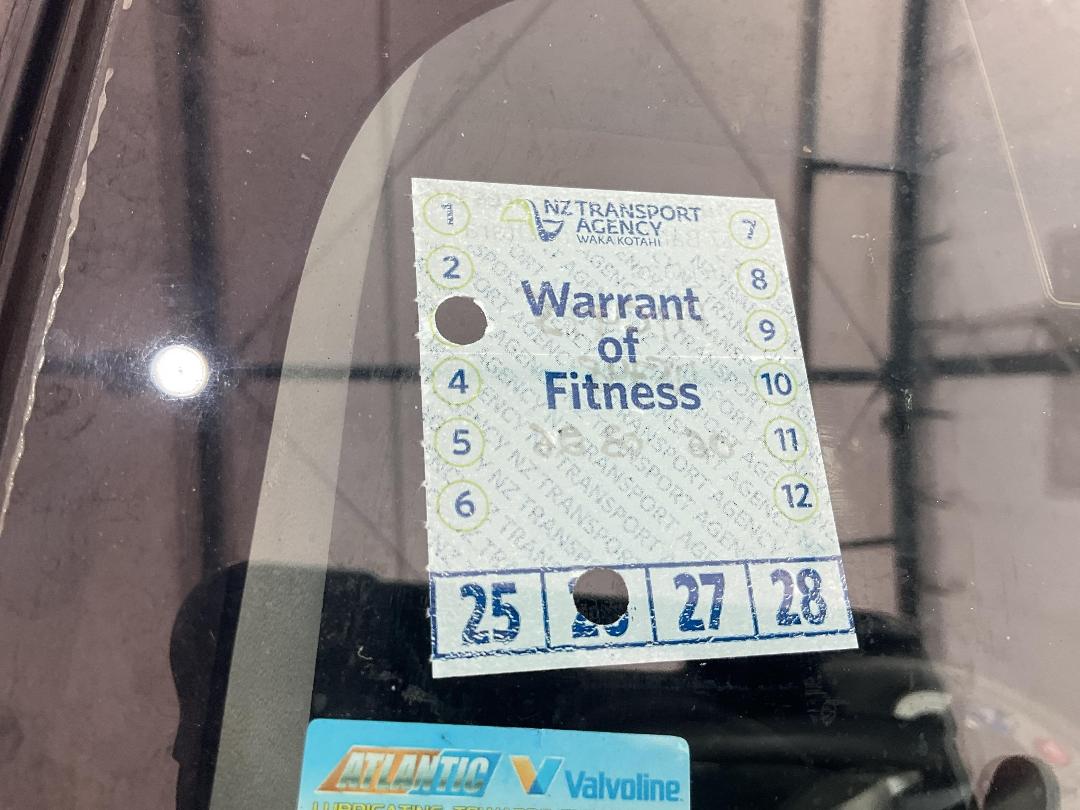 NZ TRANSPORT
AGENCY
WAKA KOTAHI
1
2
4
5
6
7
8
9
10
11
12
Warrant
of
Fitness
25
27
28
ATLANTIC
Valvoline